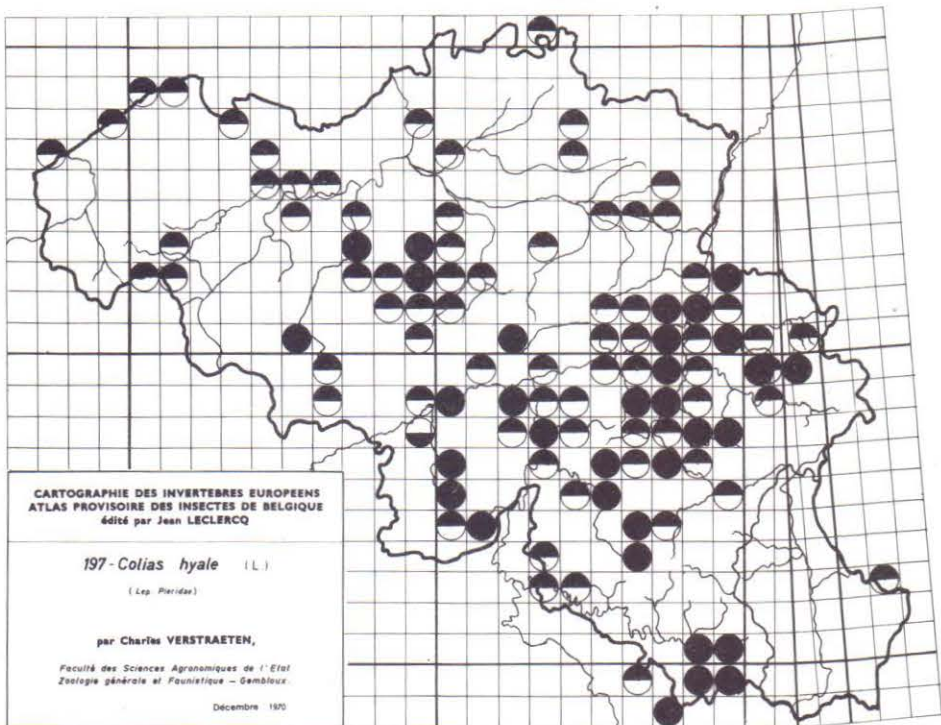 CARTOGRAPHIE DES INVERTEBRES EUROPEENS
ATLAS PROVISOIRE DES INSECTES DE BELGIQUE
édité par Jean LECLERCQ
197-Colias hyale (L.)
(Lep. Pieridae)
par Charles VERSTRAETEN,
Faculté des Sciences Agronomiques de l'Etat
Zoologie générale et Faunistique – Gembloux.
Décembre 1970